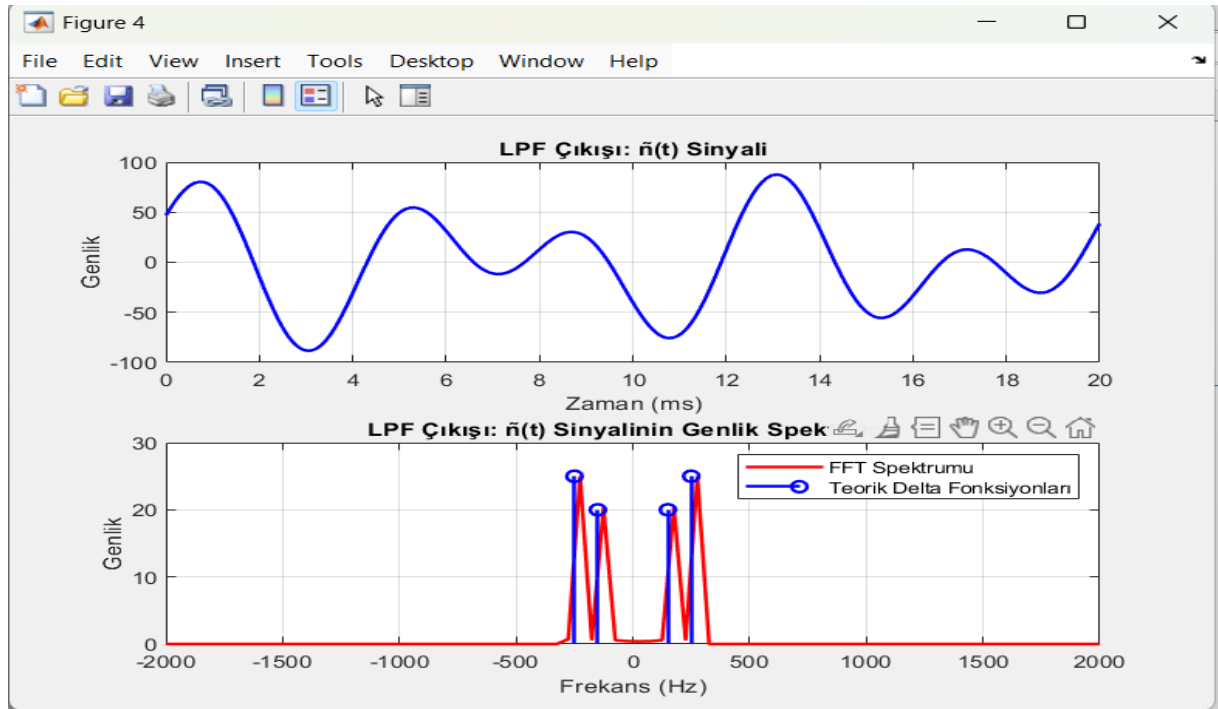 Figure 4
File Edit View Insert Tools Desktop Window Help
LPF Çıkışı: ñ(t) Sinyali
100
50
0
-50
-100
Genlik
0 2 4 6 8 10 12 14 16 18 20
Zaman (ms)
LPF Çıkışı: ñ(t) Sinyalinin Genlik Spek
30
20
10
0
Genlik
FFT Spektrumu
Teorik Delta Fonksiyonları
-2000 -1500 -1000 -500 0 500 1000 1500 2000
Frekans (Hz)